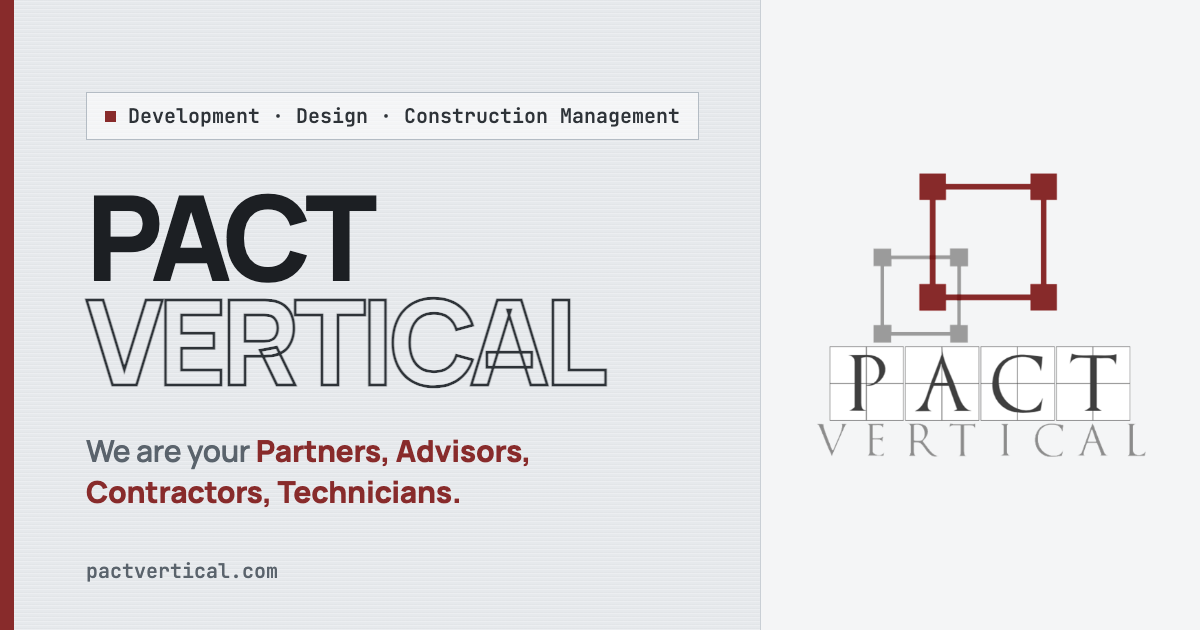 Development · Design · Construction Management
PACT
VERTICAL
We are your Partners, Advisors,
Contractors, Technicians.
pactvertical.com
PACT
VERTICAL